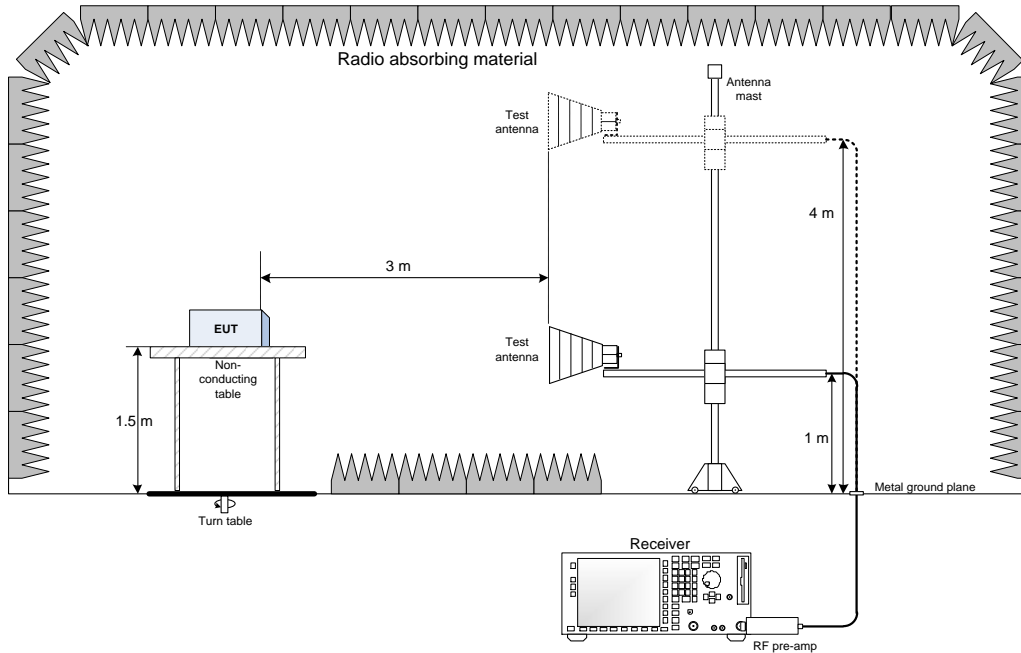 Radio absorbing material
Antenna
mast
Test
antenna
4 m
3 m
EUT
Test
antenna
Non-
conducting
table
1.5 m
1 m
Metal ground plane
Turn table
Receiver
RF pre-amp